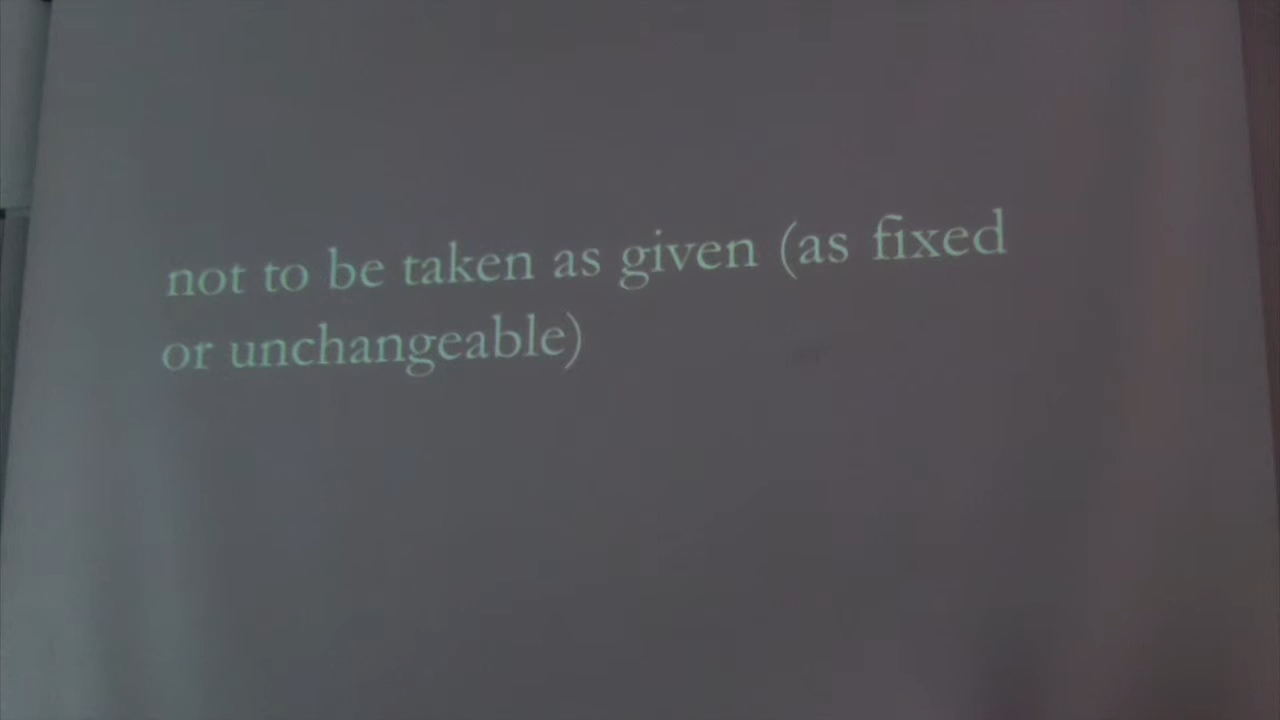 not to be taken as given (as fixed
or unchangeable)